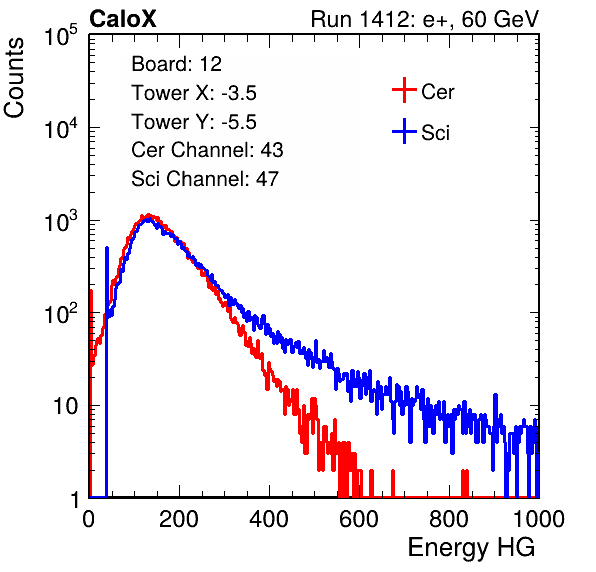 CaloX
Run 1412: e+, 60 GeV
Counts
Board: 12
Tower X: -3.5
Tower Y: -5.5
Cer Channel: 43
Sci Channel: 47
Cer
Sci
10^5
10^4
10^3
10^2
10
1
0 200 400 600 800 1000
Energy HG